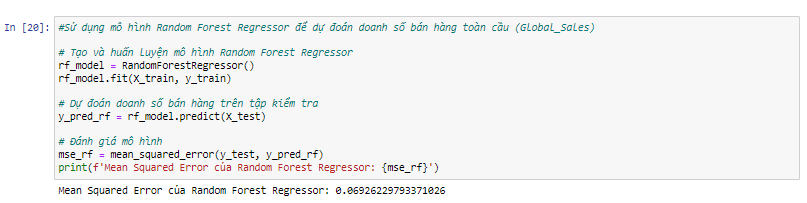 In [20]: #Sử dụng mô hình Random Forest Regressor để dự đoán doanh số bán hàng toàn cầu (Global_Sales)
# Tạo và huấn luyện mô hình Random Forest Regressor
rf_model = RandomForestRegressor()
rf_model.fit(X_train, y_train)
# Dự đoán doanh số bán hàng trên tập kiểm tra
y_pred_rf = rf_model.predict(X_test)
# Đánh giá mô hình
mse_rf = mean_squared_error(y_test, y_pred_rf)
print(f'Mean Squared Error của Random Forest Regressor: {mse_rf}')
Mean Squared Error của Random Forest Regressor: 0.06926229793371026